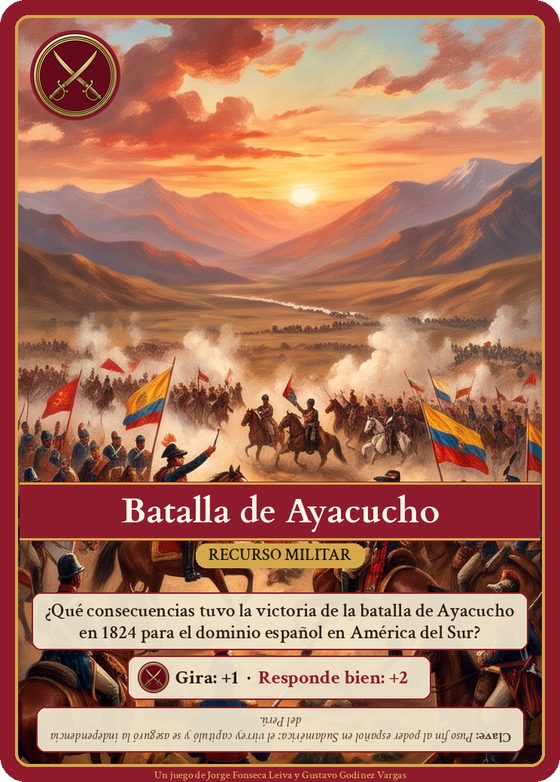 Batalla de Ayacucho
RECURSO MILITAR
¿Qué consecuencias tuvo la victoria de la batalla de Ayacucho
en 1824 para el dominio español en América del Sur?
Gira: +1 · Responde bien: +2
Clave: Puso fin al poder español en Sudamérica: el virrey capituló y se aseguró la independencia
del Perú.
Un juego de Jorge Fonseca Leiva y Gustavo Godínez Vargas